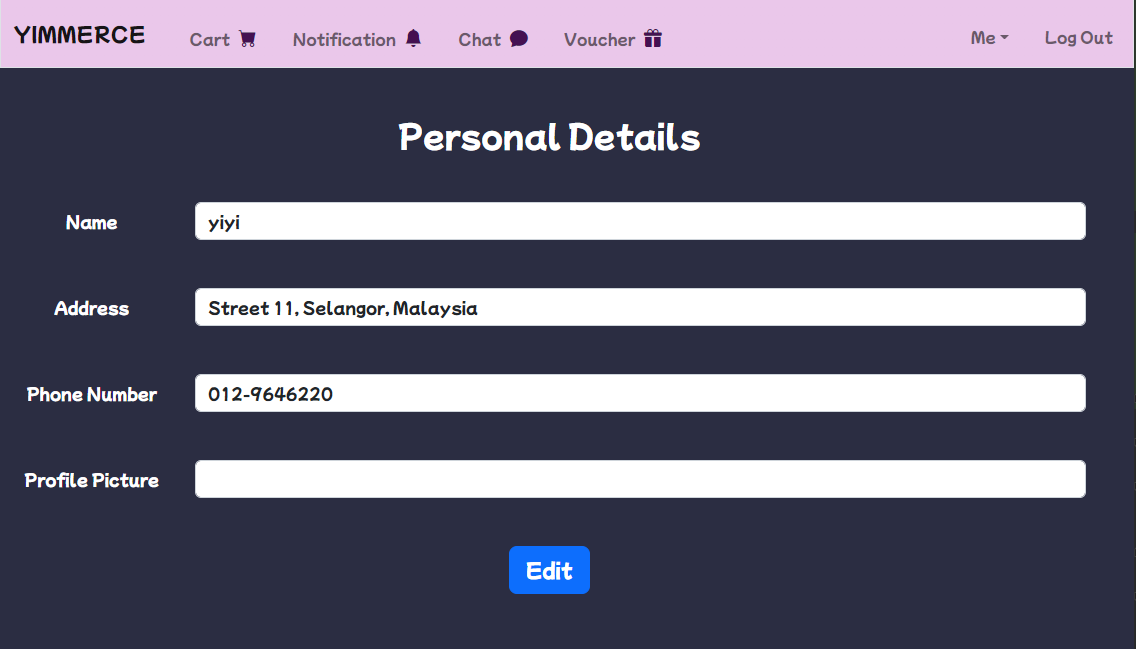 YIMMERCE Cart Notification Chat Voucher Me Log Out
Personal Details
Name yiyi
Address Street 11, Selangor, Malaysia
Phone Number 012-9646220
Profile Picture
Edit